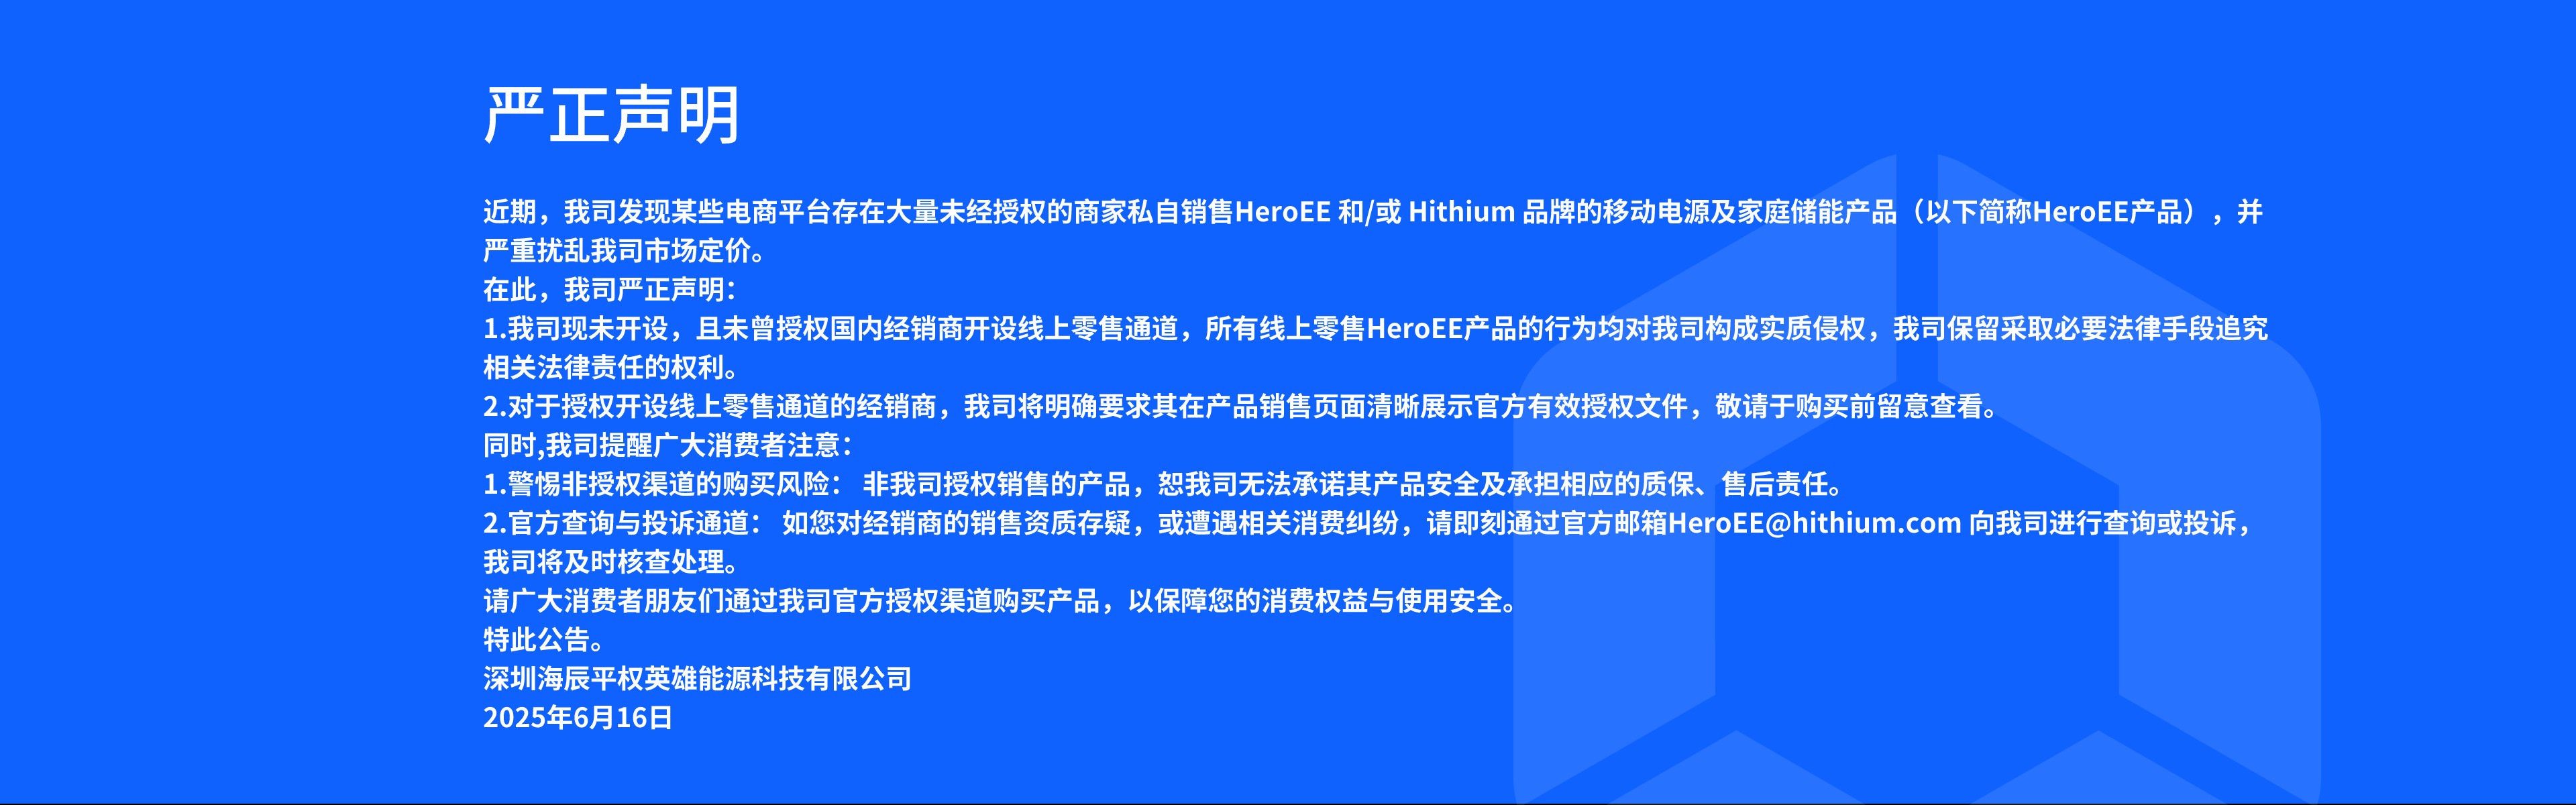 严正声明
近期，我司发现某些电商平台存在大量未经授权的商家私自销售HeroEE 和/或 Hithium 品牌的移动电源及家庭储能产品（以下简称HeroEE产品），并
严重扰乱我司市场定价。
在此，我司严正声明：
1.我司现未开设，且未曾授权国内经销商开设线上零售通道，所有线上零售HeroEE产品的行为均对我司构成实质侵权，我司保留采取必要法律手段追究
相关法律责任的权利。
2.对于授权开设线上零售通道的经销商，我司将明确要求其在产品销售页面清晰展示官方有效授权文件，敬请于购买前留意查看。
同时,我司提醒广大消费者注意：
1.警惕非授权渠道的购买风险： 非我司授权销售的产品，恕我司无法承诺其产品安全及承担相应的质保、售后责任。
2.官方查询与投诉通道： 如您对经销商的销售资质存疑，或遭遇相关消费纠纷，请即刻通过官方邮箱HeroEE@hithium.com 向我司进行查询或投诉，
我司将及时核查处理。
请广大消费者朋友们通过我司官方授权渠道购买产品，以保障您的消费权益与使用安全。
特此公告。
深圳海辰平权英雄能源科技有限公司
2025年6月16日